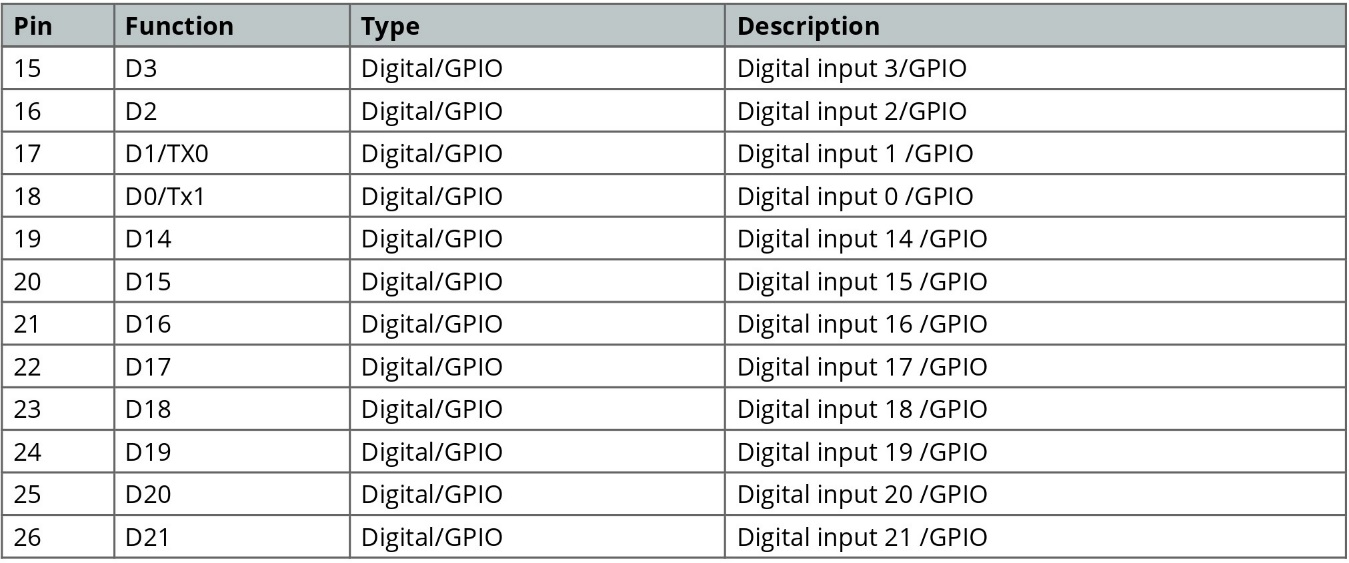 Pin Function Type Description
15 D3 Digital/GPIO Digital input 3/GPIO
16 D2 Digital/GPIO Digital input 2/GPIO
17 D1/TX0 Digital/GPIO Digital input 1 /GPIO
18 D0/Tx1 Digital/GPIO Digital input 0 /GPIO
19 D14 Digital/GPIO Digital input 14 /GPIO
20 D15 Digital/GPIO Digital input 15 /GPIO
21 D16 Digital/GPIO Digital input 16 /GPIO
22 D17 Digital/GPIO Digital input 17 /GPIO
23 D18 Digital/GPIO Digital input 18 /GPIO
24 D19 Digital/GPIO Digital input 19 /GPIO
25 D20 Digital/GPIO Digital input 20 /GPIO
26 D21 Digital/GPIO Digital input 21 /GPIO